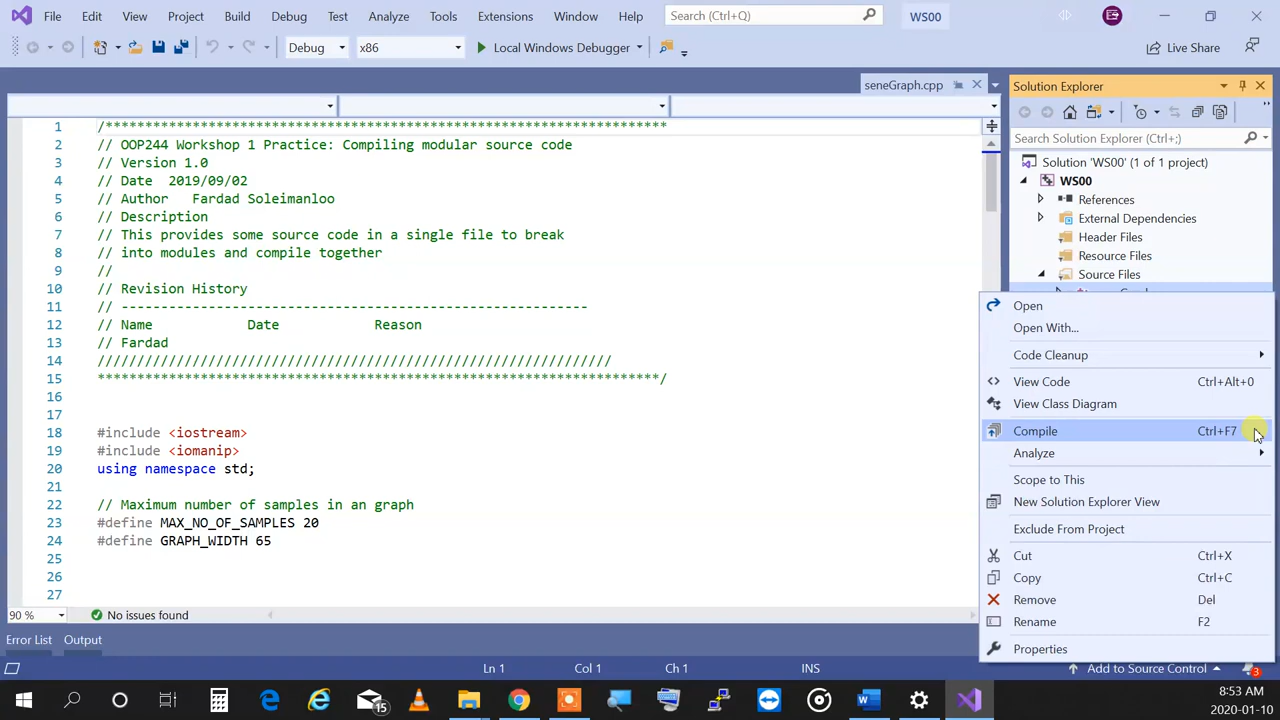 File Edit View Project Build Debug Test Analyze Tools Extensions Window Help Search (Ctrl+Q) WS00
Debug x86 Local Windows Debugger Live Share
seneGraph.cpp
Solution Explorer
Search Solution Explorer (Ctrl+;)
Solution 'WS00' (1 of 1 project)
WS00
References
External Dependencies
Header Files
Resource Files
Source Files
1 /***********************************************************************
2 // OOP244 Workshop 1 Practice: Compiling modular source code
3 // Version 1.0
4 // Date  2019/09/02
5 // Author   Fardad Soleimanloo
6 // Description
7 // This provides some source code in a single file to break
8 // into modules and compile together
9 //
10 // Revision History
11 // -----------------------------------------------------------
12 // Name            Date            Reason
13 // Fardad
14 /////////////////////////////////////////////////////////////////
15 ***********************************************************************/
16
17
18 #include <iostream>
19 #include <iomanip>
20 using namespace std;
21
22 // Maximum number of samples in an graph
23 #define MAX_NO_OF_SAMPLES 20
24 #define GRAPH_WIDTH 65
25
26
27
Open
Open With...
Code Cleanup
View Code Ctrl+Alt+0
View Class Diagram
Compile Ctrl+F7
Analyze
Scope to This
New Solution Explorer View
Exclude From Project
Cut Ctrl+X
Copy Ctrl+C
Remove Del
Rename F2
Properties
90 % No issues found
Error List Output
Ln 1 Col 1 Ch 1 INS Add to Source Control 3
15
8:53 AM
2020-01-10